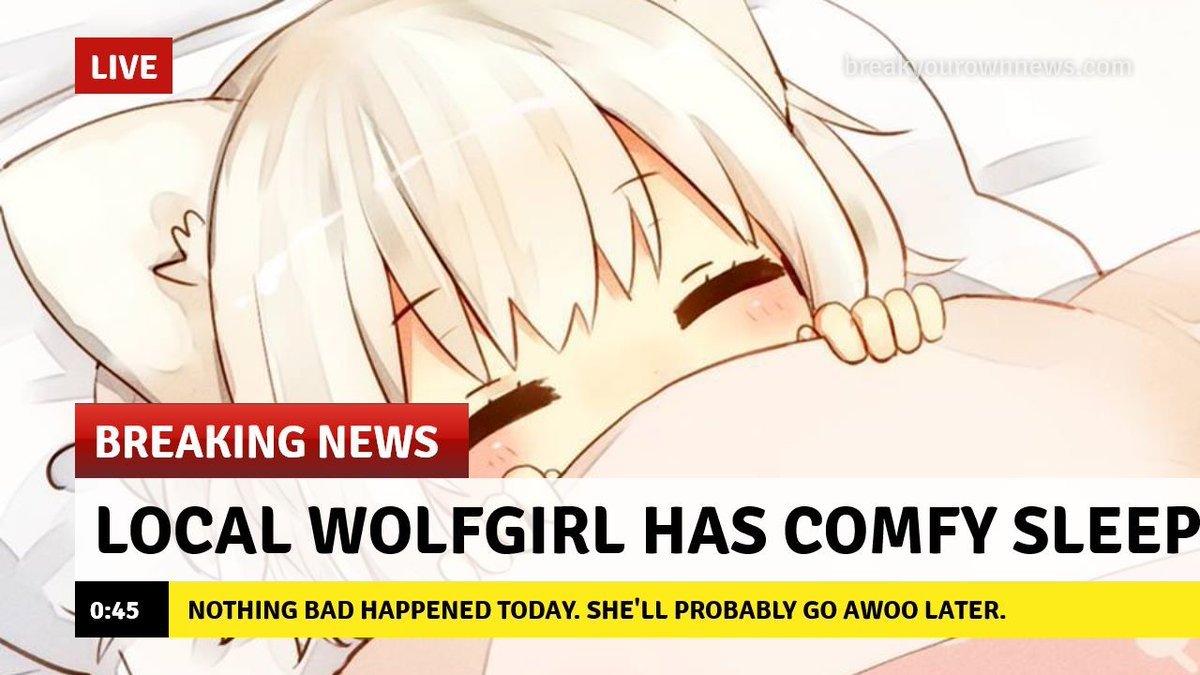 LIVE
breakyourownnews.com
BREAKING NEWS
LOCAL WOLFGIRL HAS COMFY SLEEP
0:45
NOTHING BAD HAPPENED TODAY. SHE'LL PROBABLY GO AWOO LATER.